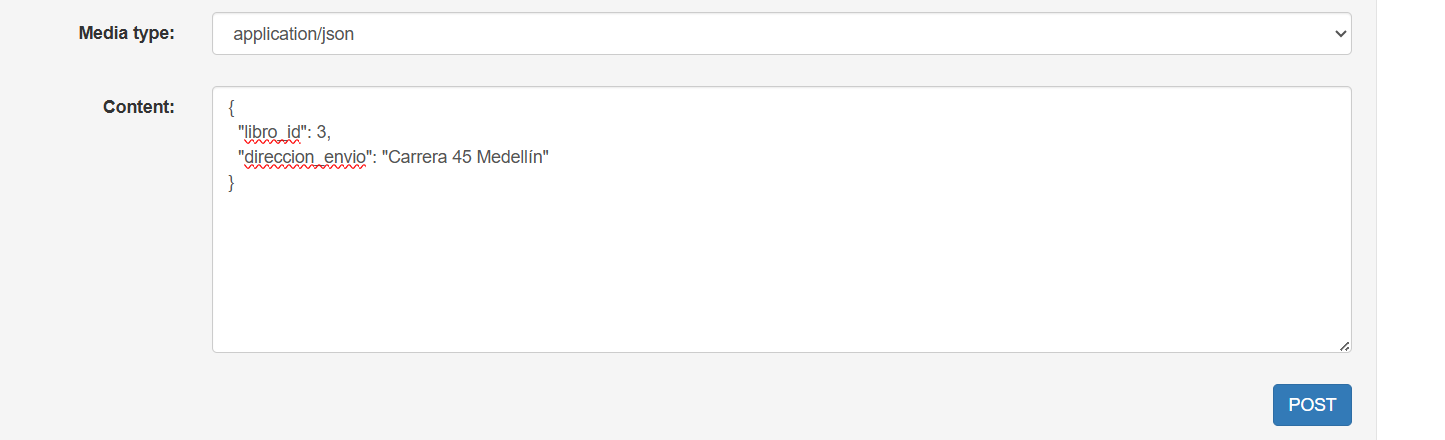 Media type:
application/json
Content:
{
"libro_id": 3,
"direccion_envio": "Carrera 45 Medellín"
}
POST